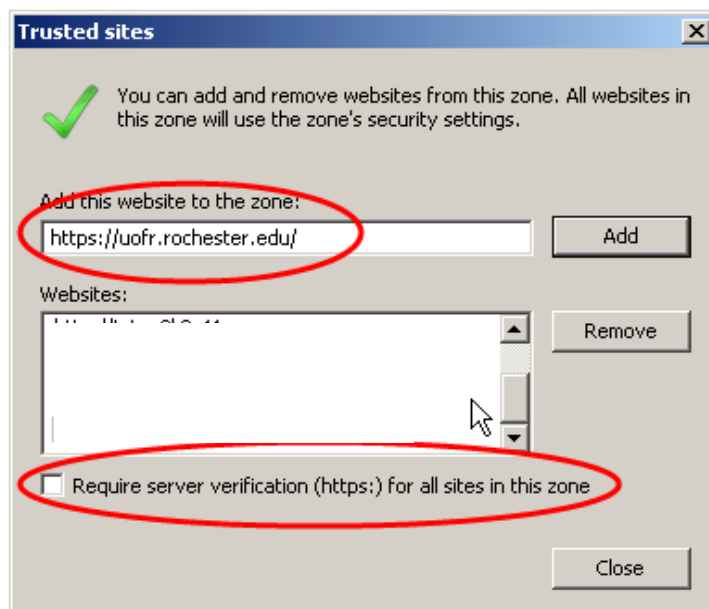 Trusted sites
You can add and remove websites from this zone. All websites in
this zone will use the zone's security settings.
Add this website to the zone:
https://uofr.rochester.edu/
Add
Websites:
Remove
Require server verification (https:) for all sites in this zone
Close